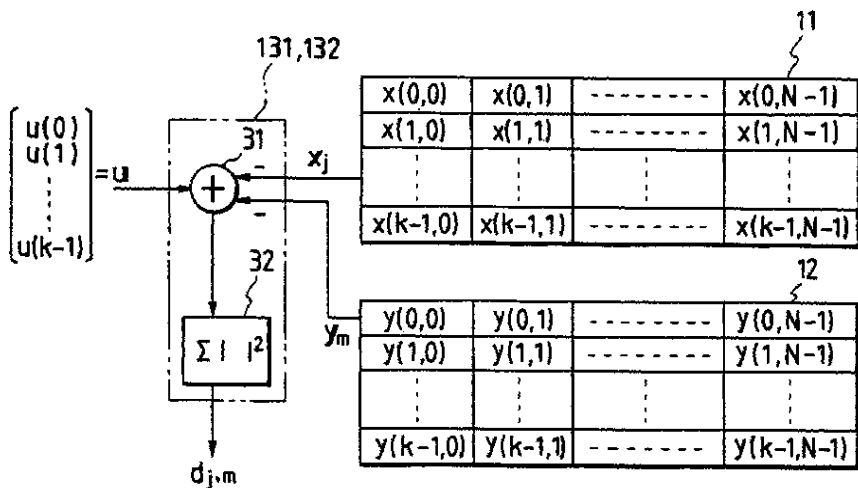 131,132
11
x(0,0) x(0,1) -------- x(0,N-1)
x(1,0) x(1,1) x(1,N-1)
x(k-1,0) x(k-1,1) -------- x(k-1,N-1)
u(0)
u(1)
u(k-1)
= u
31
+
-
-
xj
ym
32
Σ | |²
dj,m
12
y(0,0) y(0,1) -------- y(0,N-1)
y(1,0) y(1,1) -------- y(1,N-1)
y(k-1,0) y(k-1,1) -------- y(k-1,N-1)